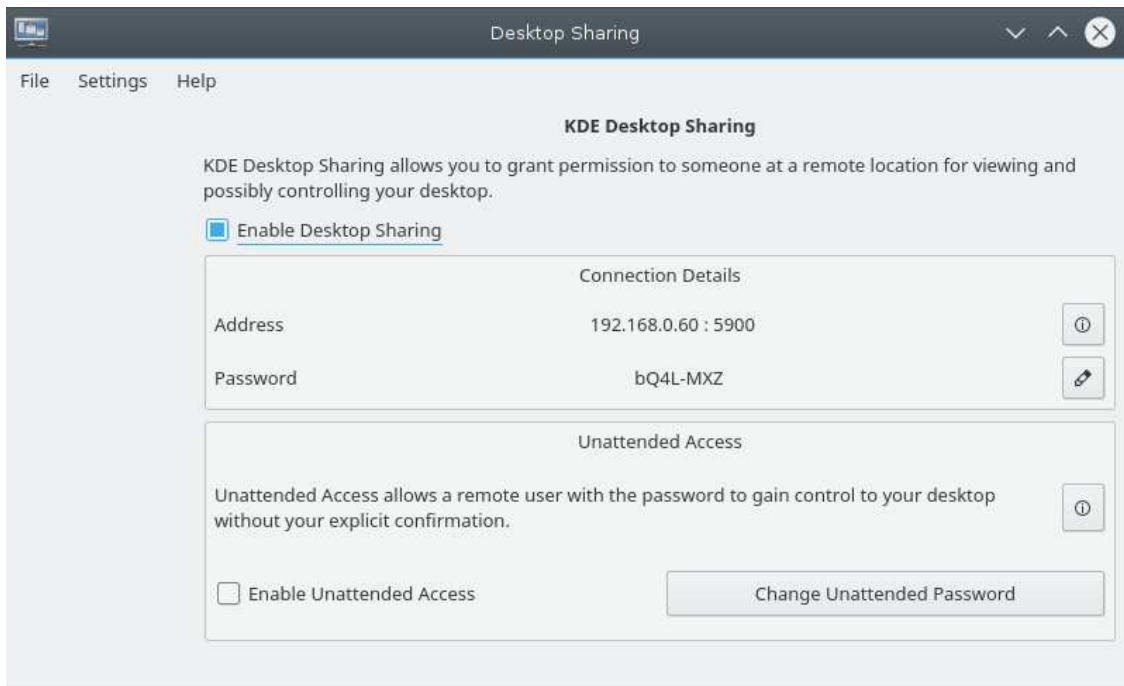 Desktop Sharing
File Settings Help
KDE Desktop Sharing
KDE Desktop Sharing allows you to grant permission to someone at a remote location for viewing and
possibly controlling your desktop.
Enable Desktop Sharing
Connection Details
Address 192.168.0.60 : 5900
Password bQ4L-MXZ
Unattended Access
Unattended Access allows a remote user with the password to gain control to your desktop
without your explicit confirmation.
Enable Unattended Access Change Unattended Password